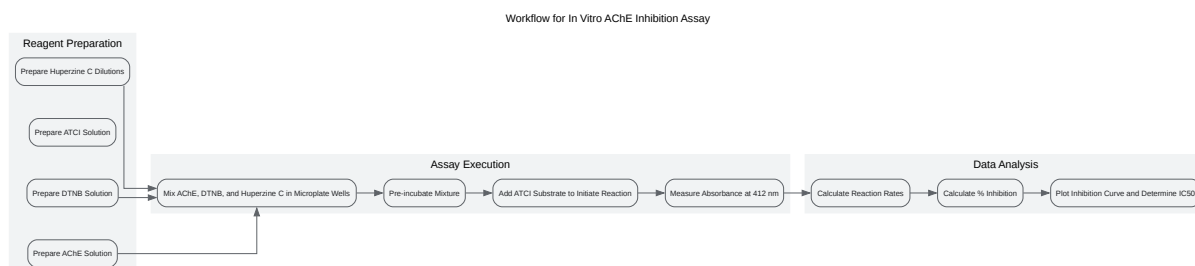 Workflow for In Vitro AChE Inhibition Assay
Reagent Preparation
Prepare Huperzine C Dilutions
Prepare ATCI Solution
Prepare DTNB Solution
Prepare AChE Solution
Assay Execution
Mix AChE, DTNB, and Huperzine C in Microplate Wells
Pre-incubate Mixture
Add ATCI Substrate to Initiate Reaction
Measure Absorbance at 412 nm
Data Analysis
Calculate Reaction Rates
Calculate % Inhibition
Plot Inhibition Curve and Determine IC50